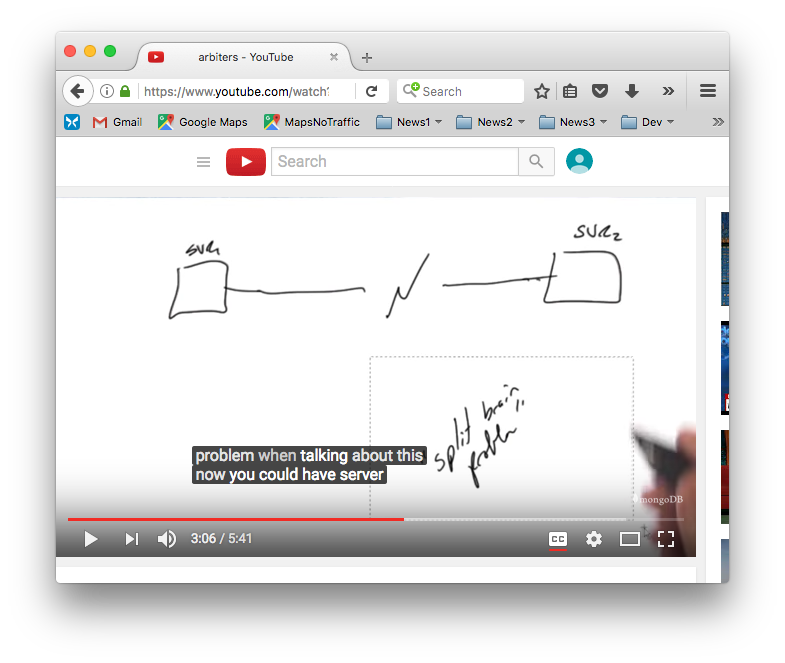 arbiters - YouTube
https://www.youtube.com/watch?
Search
Gmail
Google Maps
MapsNoTraffic
News1
News2
News3
Dev
Search
SVR1
SVR2
split brain
problem
problem when talking about this
now you could have server
mongoDB
3:06 / 5:41
CC